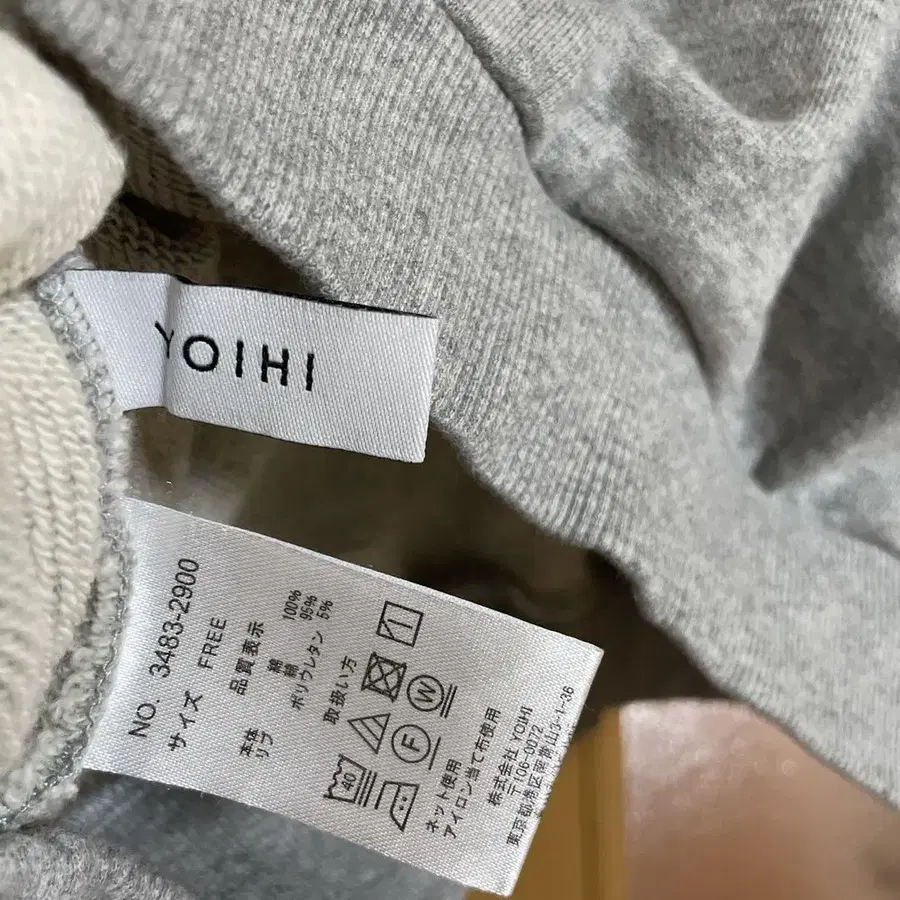 YOIHI
NO. 3483-2900
サイズ FREE
品質表示
本体 綿 100%
リブ 綿 95%
ポリウレタン 5%
取扱い方
40
F
W
ネット使用
アイロン当て布使用
株式会社 YOIHI
〒106-0072
東京都港区南青山3-1-36